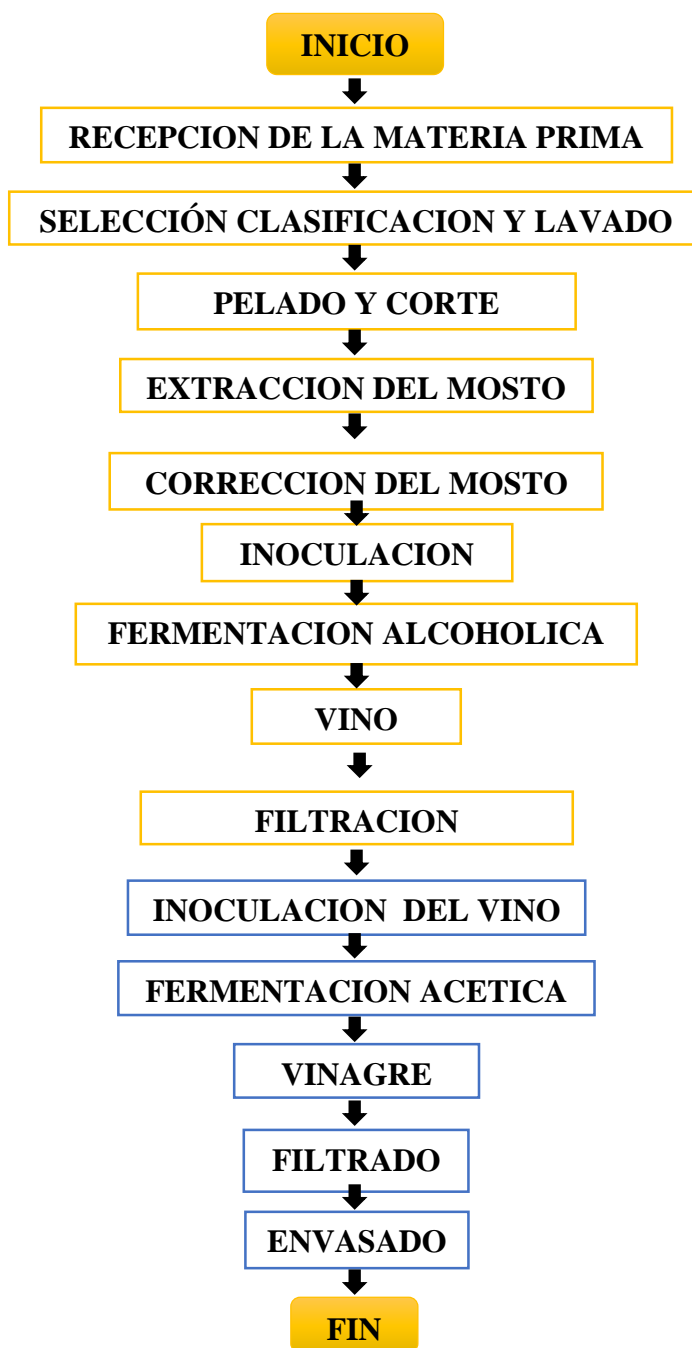 INICIO
RECEPCION DE LA MATERIA PRIMA
SELECCIÓN CLASIFICACION Y LAVADO
PELADO Y CORTE
EXTRACCION DEL MOSTO
CORRECCION DEL MOSTO
INOCULACION
FERMENTACION ALCOHOLICA
VINO
FILTRACION
INOCULACION DEL VINO
FERMENTACION ACETICA
VINAGRE
FILTRADO
ENVASADO
FIN